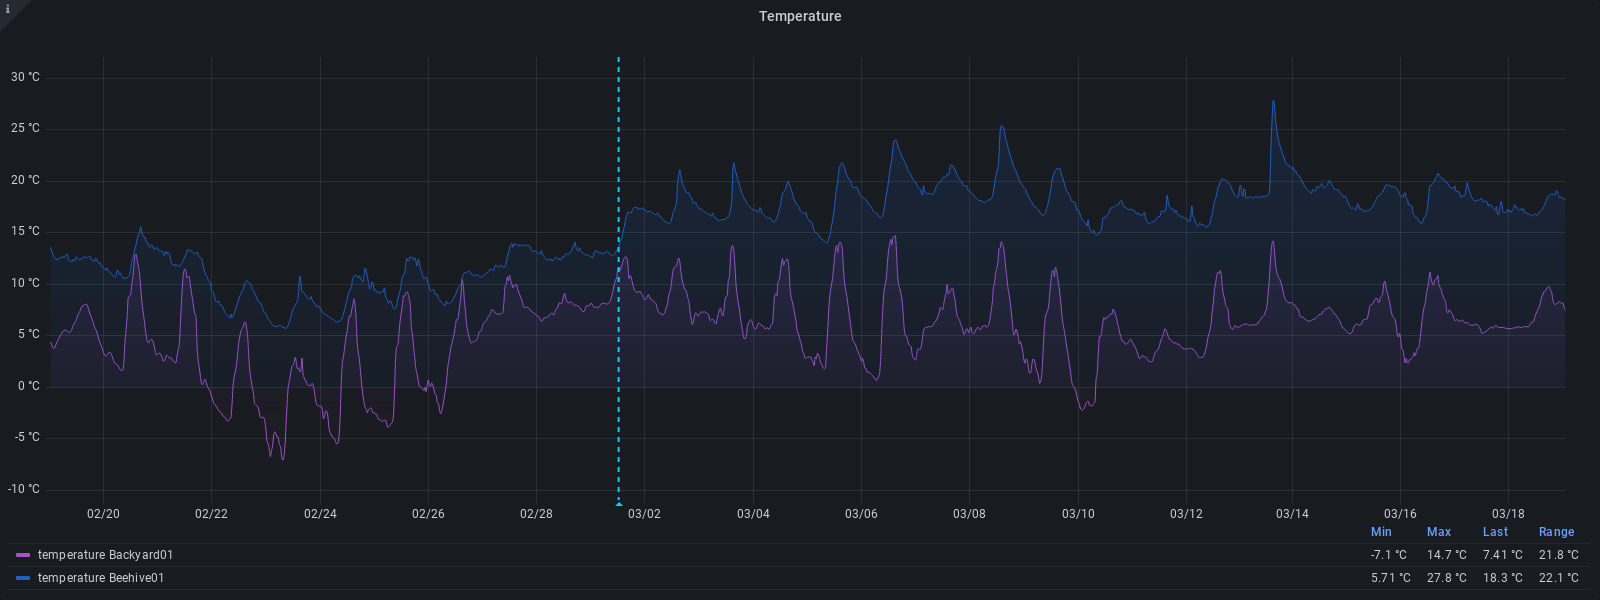 i
Temperature
30 °C
25 °C
20 °C
15 °C
10 °C
5 °C
0 °C
-5 °C
-10 °C
02/20 02/22 02/24 02/26 02/28 03/02 03/04 03/06 03/08 03/10 03/12 03/14 03/16 03/18
Min Max Last Range
temperature Backyard01 -7.1 °C 14.7 °C 7.41 °C 21.8 °C
temperature Beehive01 5.71 °C 27.8 °C 18.3 °C 22.1 °C